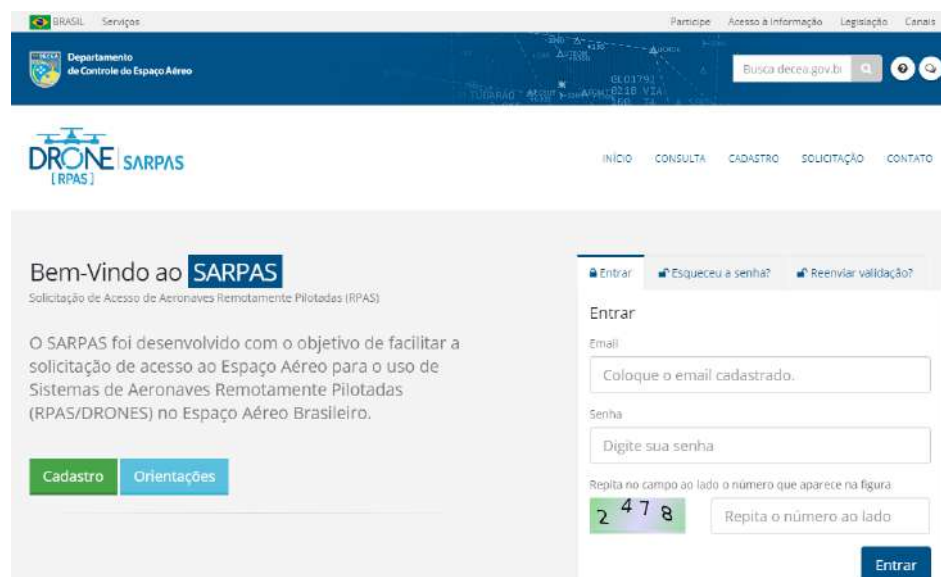 BRASIL Serviços Participe Acesso à informação Legislação Canais
DECEA
Departamento
de Controle do Espaço Aéreo
Busca decea.gov.br
DRONE SARPAS
[RPAS]
INÍCIO CONSULTA CADASTRO SOLICITAÇÃO CONTATO
Bem-Vindo ao SARPAS
Solicitação de Acesso de Aeronaves Remotamente Pilotadas (RPAS)
O SARPAS foi desenvolvido com o objetivo de facilitar a
solicitação de acesso ao Espaço Aéreo para o uso de
Sistemas de Aeronaves Remotamente Pilotadas
(RPAS/DRONES) no Espaço Aéreo Brasileiro.
Cadastro Orientações
Entrar Esqueceu a senha? Reenviar validação?
Entrar
Email
Coloque o email cadastrado.
Senha
Digite sua senha
Repita no campo ao lado o número que aparece na figura
2 4 7 8 Repita o número ao lado
Entrar